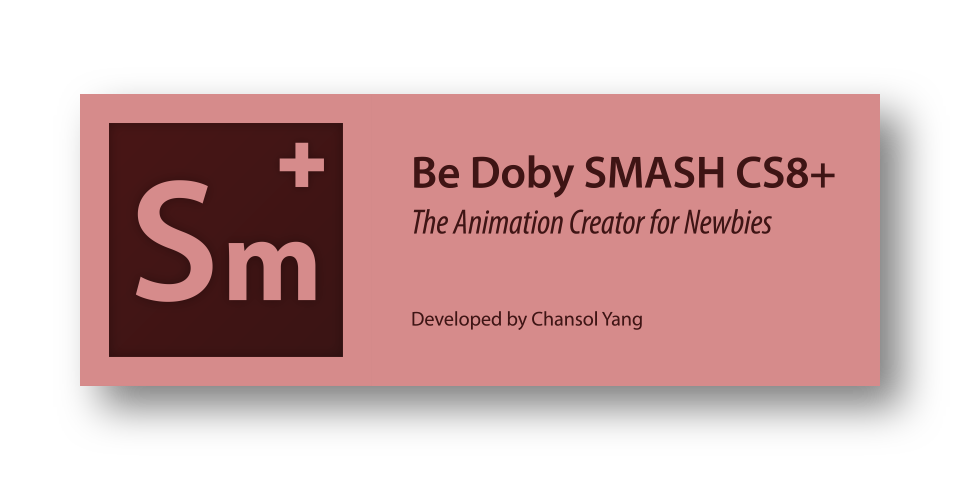 Sm+
Be Doby SMASH CS8+
The Animation Creator for Newbies
Developed by Chansol Yang